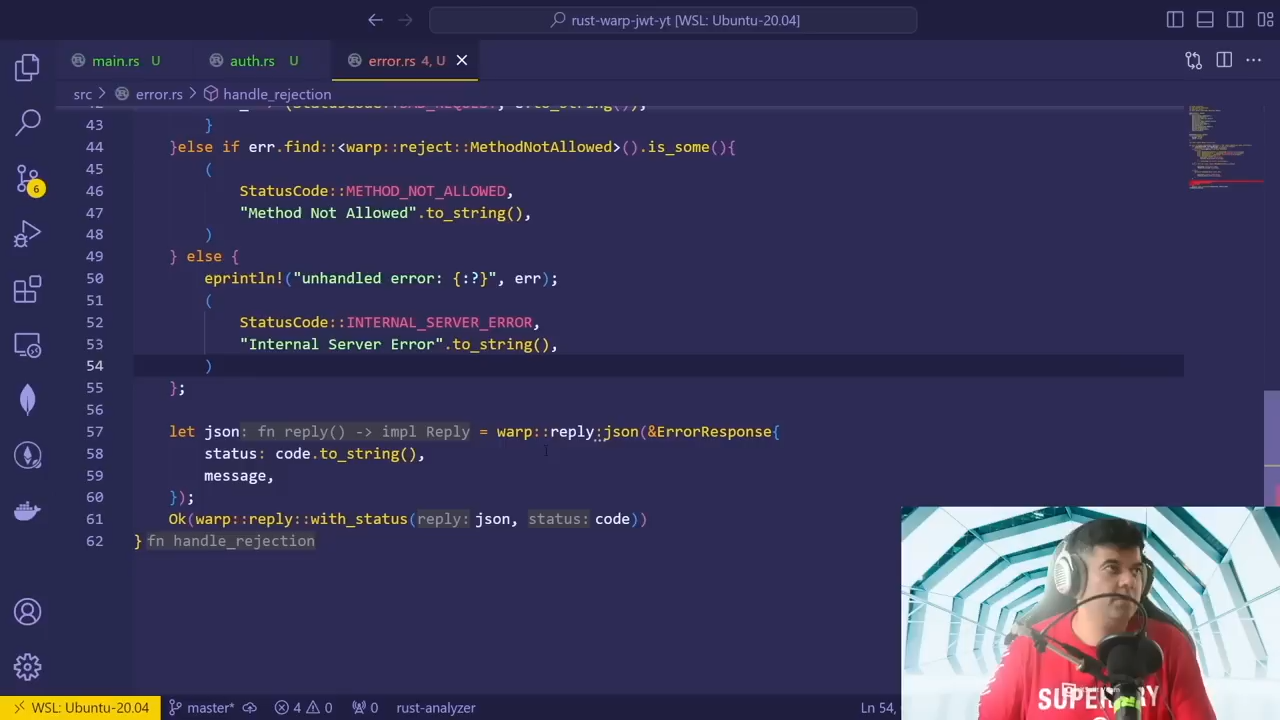 rust-warp-jwt-yt [WSL: Ubuntu-20.04]
main.rs U auth.rs U error.rs 4, U
src > error.rs > handle_rejection
43 }
44 }else if err.find::<warp::reject::MethodNotAllowed>().is_some(){
45 (
46 StatusCode::METHOD_NOT_ALLOWED,
47 "Method Not Allowed".to_string(),
48 )
49 } else {
50 eprintln!("unhandled error: {:?}", err);
51 (
52 StatusCode::INTERNAL_SERVER_ERROR,
53 "Internal Server Error".to_string(),
54 )
55 };
56
57 let json: fn reply() -> impl Reply = warp::reply:json(&ErrorResponse{
58 status: code.to_string(),
59 message,
60 });
61 Ok(warp::reply::with_status(reply: json, status: code))
62 } fn handle_rejection
6
WSL: Ubuntu-20.04 master* 4 0 0 rust-analyzer Ln 54,